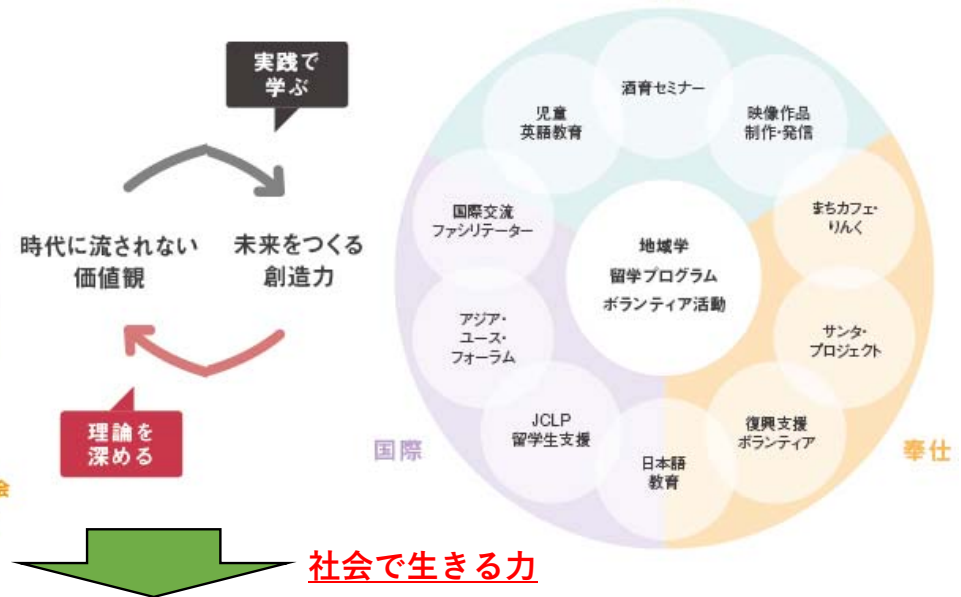 実践で
学ぶ
時代に流されない
価値観
未来をつくる
創造力
理論を
深める
会
児童
英語教育
酒育セミナー
映像作品
制作・発信
国際交流
ファシリテーター
まちカフェ・
りんく
地域学
留学プログラム
ボランティア活動
アジア・
ユース・
フォーラム
サンタ・
プロジェクト
JCLP
留学生支援
復興支援
ボランティア
日本語
教育
国際
奉仕
社会で生きる力